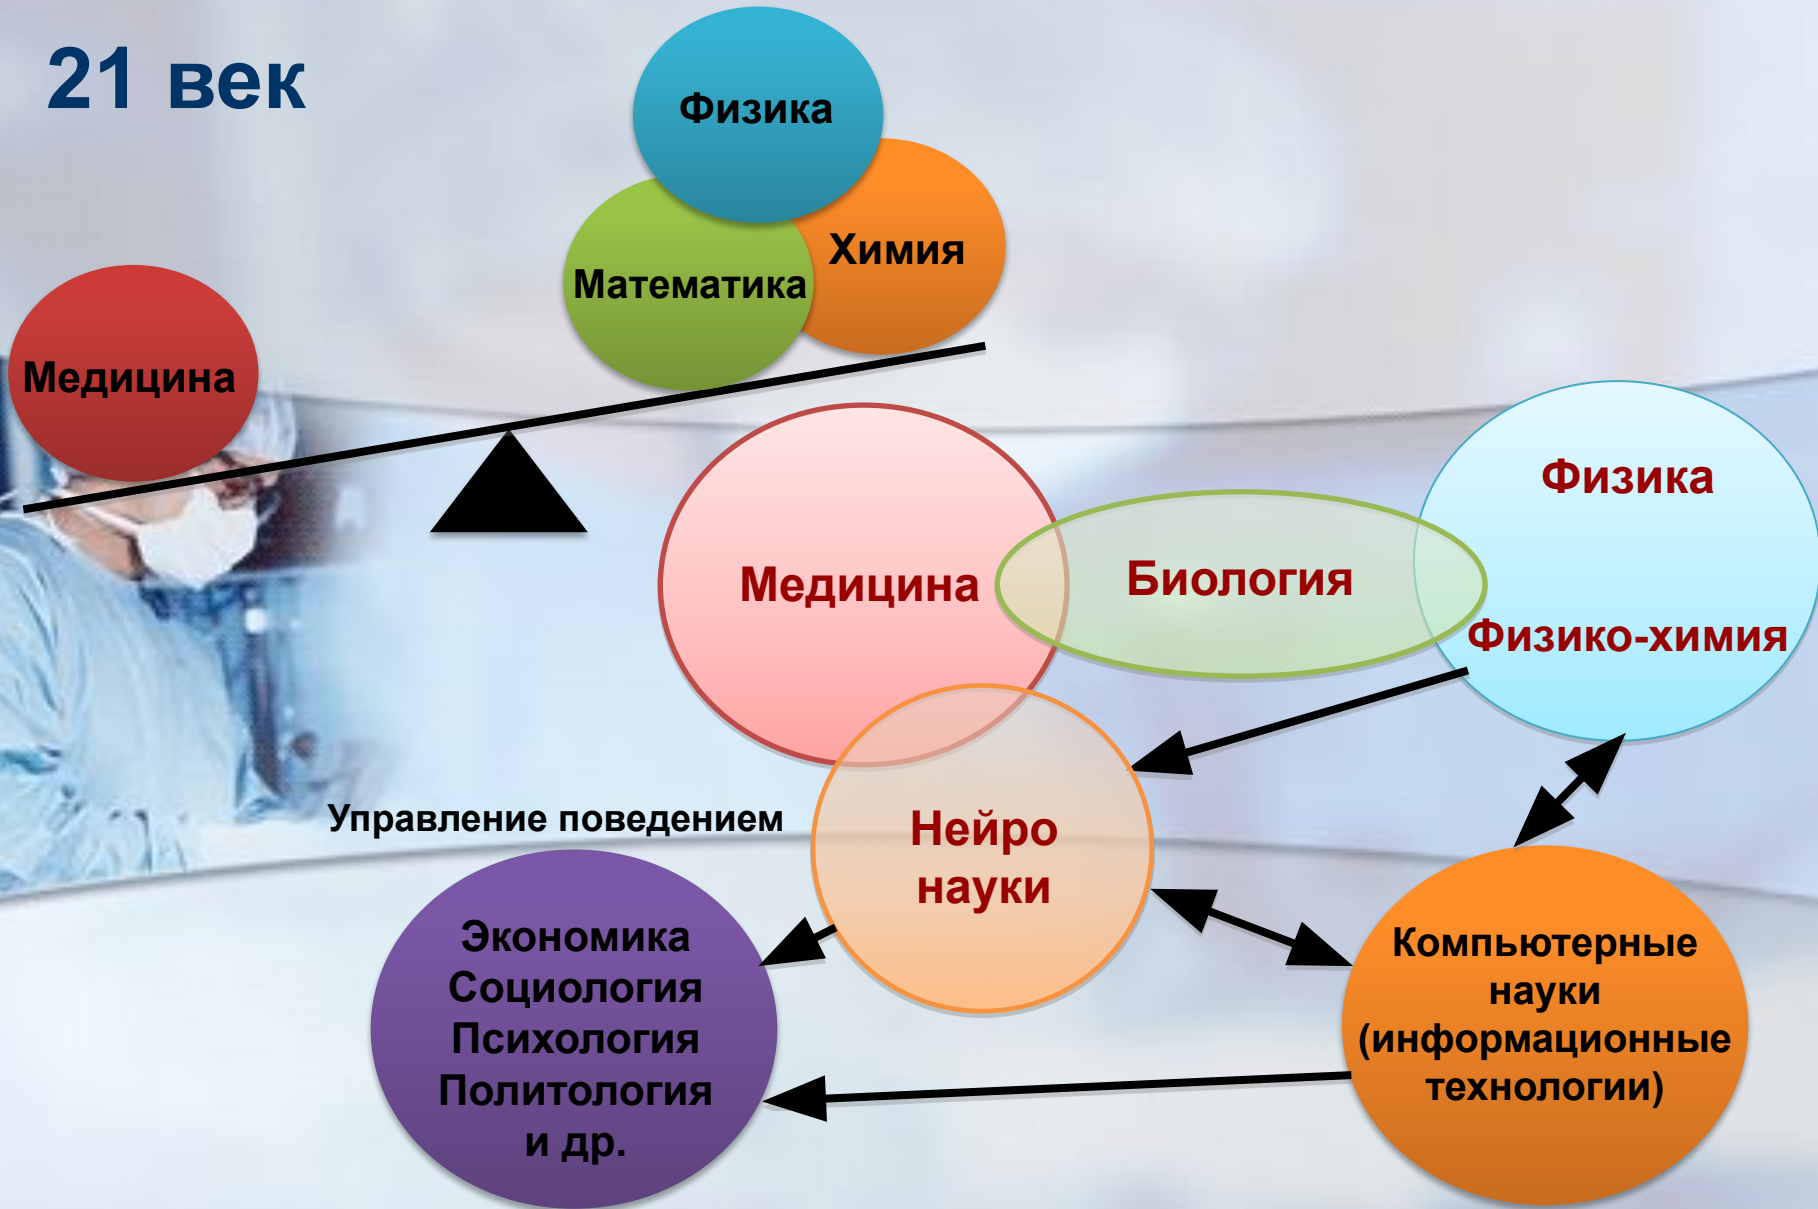 21 век
Физика
Химия
Математика
Медицина
Физика
Медицина
Биология
Физико-химия
Управление поведением
Нейро
науки
Экономика
Социология
Психология
Политология
и др.
Компьютерные
науки
(информационные
технологии)